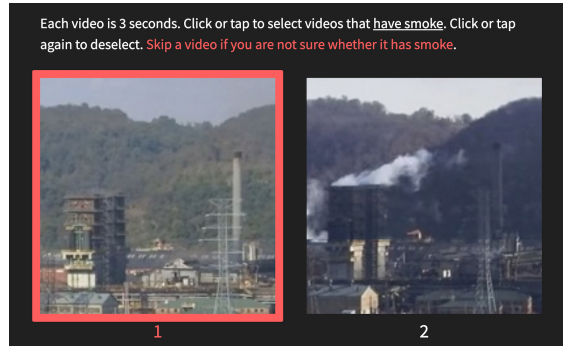 Each video is 3 seconds. Click or tap to select videos that have smoke. Click or tap
again to deselect. Skip a video if you are not sure whether it has smoke.
1
2